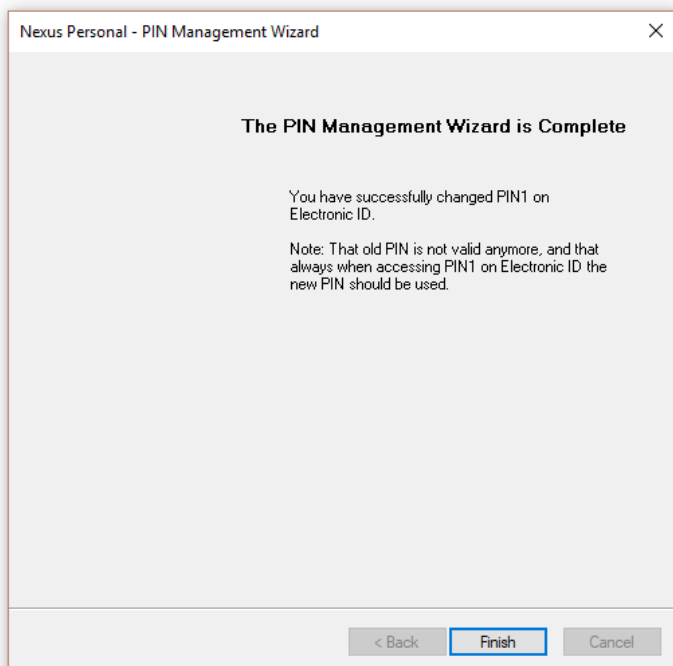 Nexus Personal - PIN Management Wizard
The PIN Management Wizard is Complete
You have successfully changed PIN1 on
Electronic ID.
Note: That old PIN is not valid anymore, and that
always when accessing PIN1 on Electronic ID the
new PIN should be used.
< Back
Finish
Cancel